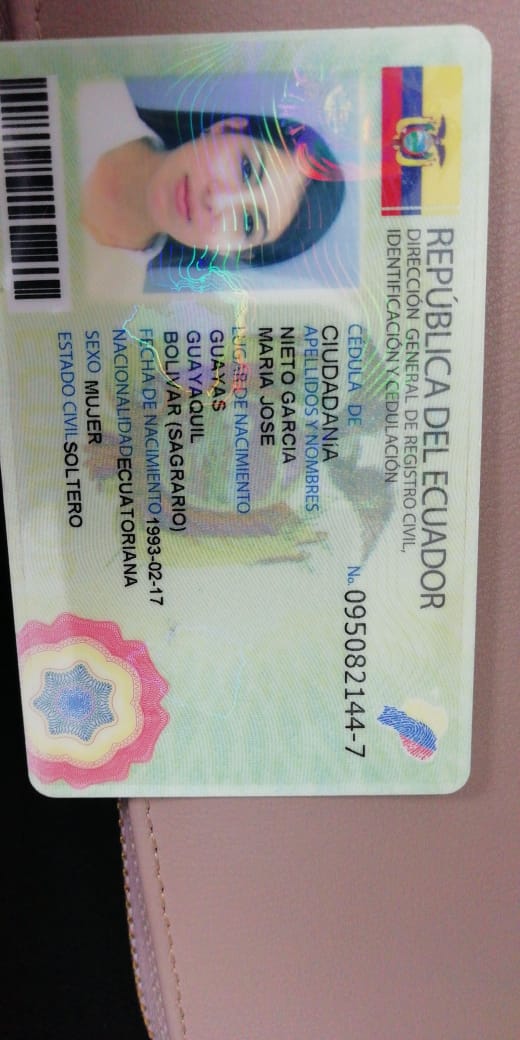 REPÚBLICA DEL ECUADOR
DIRECCIÓN GENERAL DE REGISTRO CIVIL,
IDENTIFICACIÓN Y CEDULACIÓN
CÉDULA DE
CIUDADANÍA
No. 095082144-7
APELLIDOS Y NOMBRES
NIETO GARCIA
MARIA JOSE
LUGAR DE NACIMIENTO
GUAYAS
GUAYAQUIL
BOLIVAR (SAGRARIO)
FECHA DE NACIMIENTO 1993-02-17
NACIONALIDAD ECUATORIANA
SEXO MUJER
ESTADO CIVIL SOLTERO